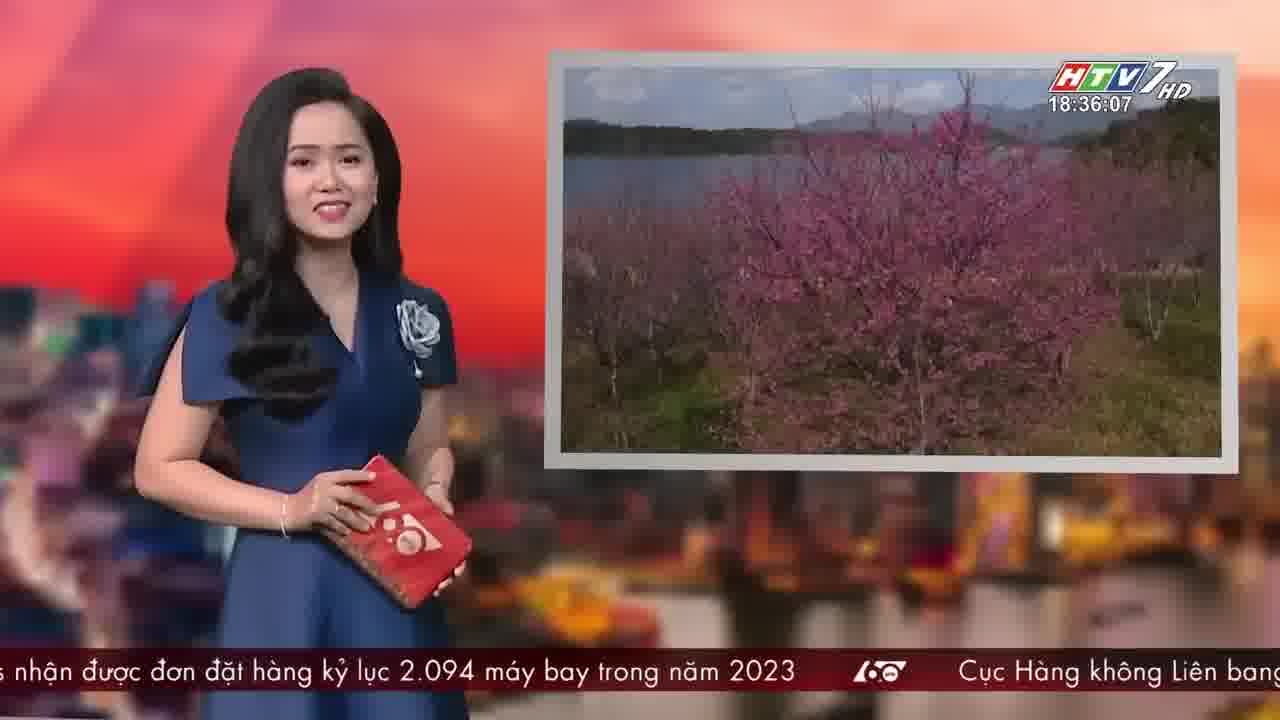 HTV7 HD
18:36:07
s nhận được đơn đặt hàng kỷ lục 2.094 máy bay trong năm 2023 60 Cục Hàng không Liên bang